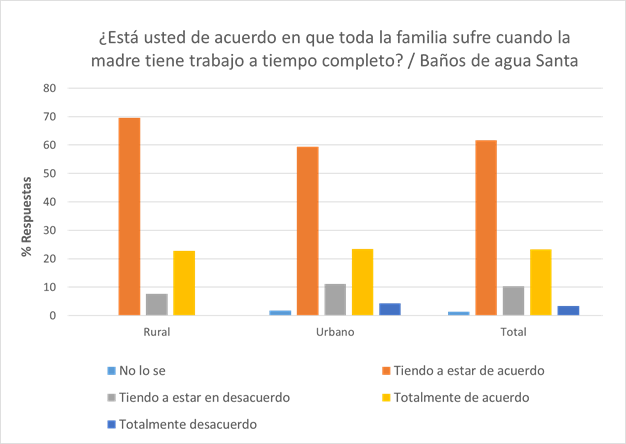 ¿Está usted de acuerdo en que toda la familia sufre cuando la
madre tiene trabajo a tiempo completo? / Baños de agua Santa
80
70
60
50
40
30
20
10
0
% Respuestas
Rural
Urbano
Total
No lo se
Tiendo a estar de acuerdo
Tiendo a estar en desacuerdo
Totalmente de acuerdo
Totalmente desacuerdo